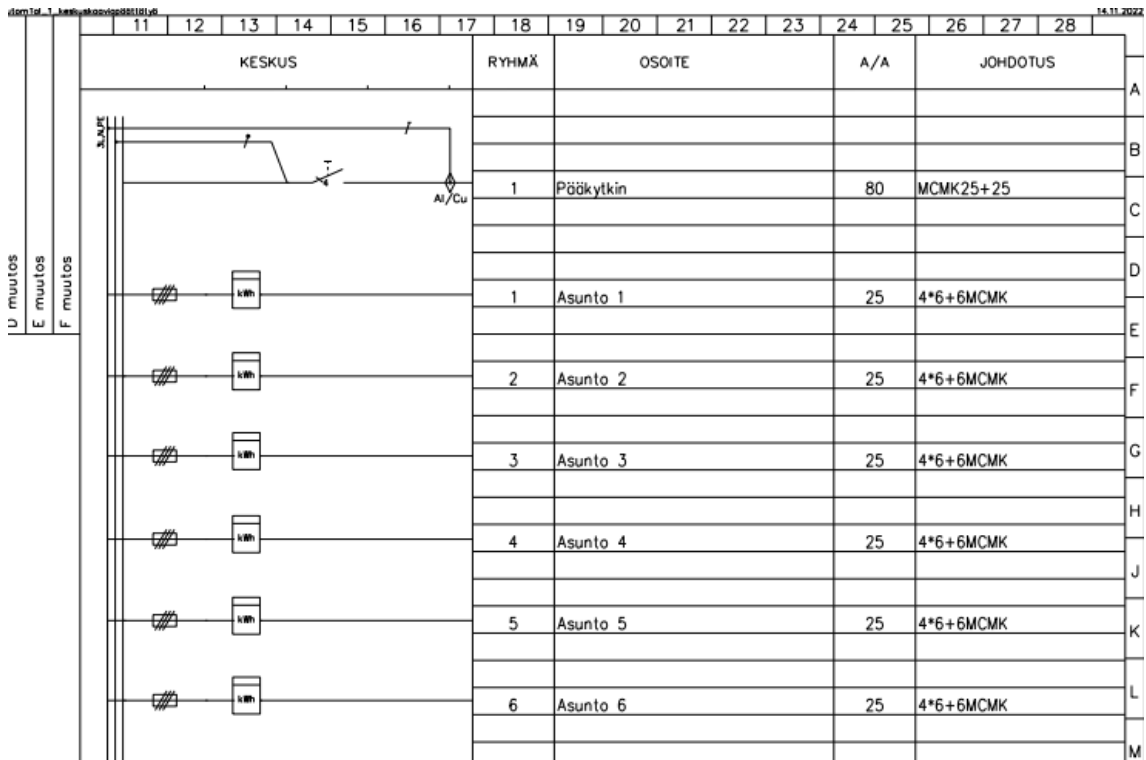 14.11.2022
11 12 13 14 15 16 17 18 19 20 21 22 23 24 25 26 27 28
KESKUS RYHMÄ OSOITE A/A JOHDOTUS
A
3L,N,PE
B
1 Pääkytkin 80 MCMK25+25
Al/Cu
C
D muutos
E muutos
F muutos
D
kWh
1 Asunto 1 25 4*6+6MCMK
E
kWh
2 Asunto 2 25 4*6+6MCMK
F
kWh
3 Asunto 3 25 4*6+6MCMK
G
H
kWh
4 Asunto 4 25 4*6+6MCMK
J
kWh
5 Asunto 5 25 4*6+6MCMK
K
kWh
6 Asunto 6 25 4*6+6MCMK
L
M